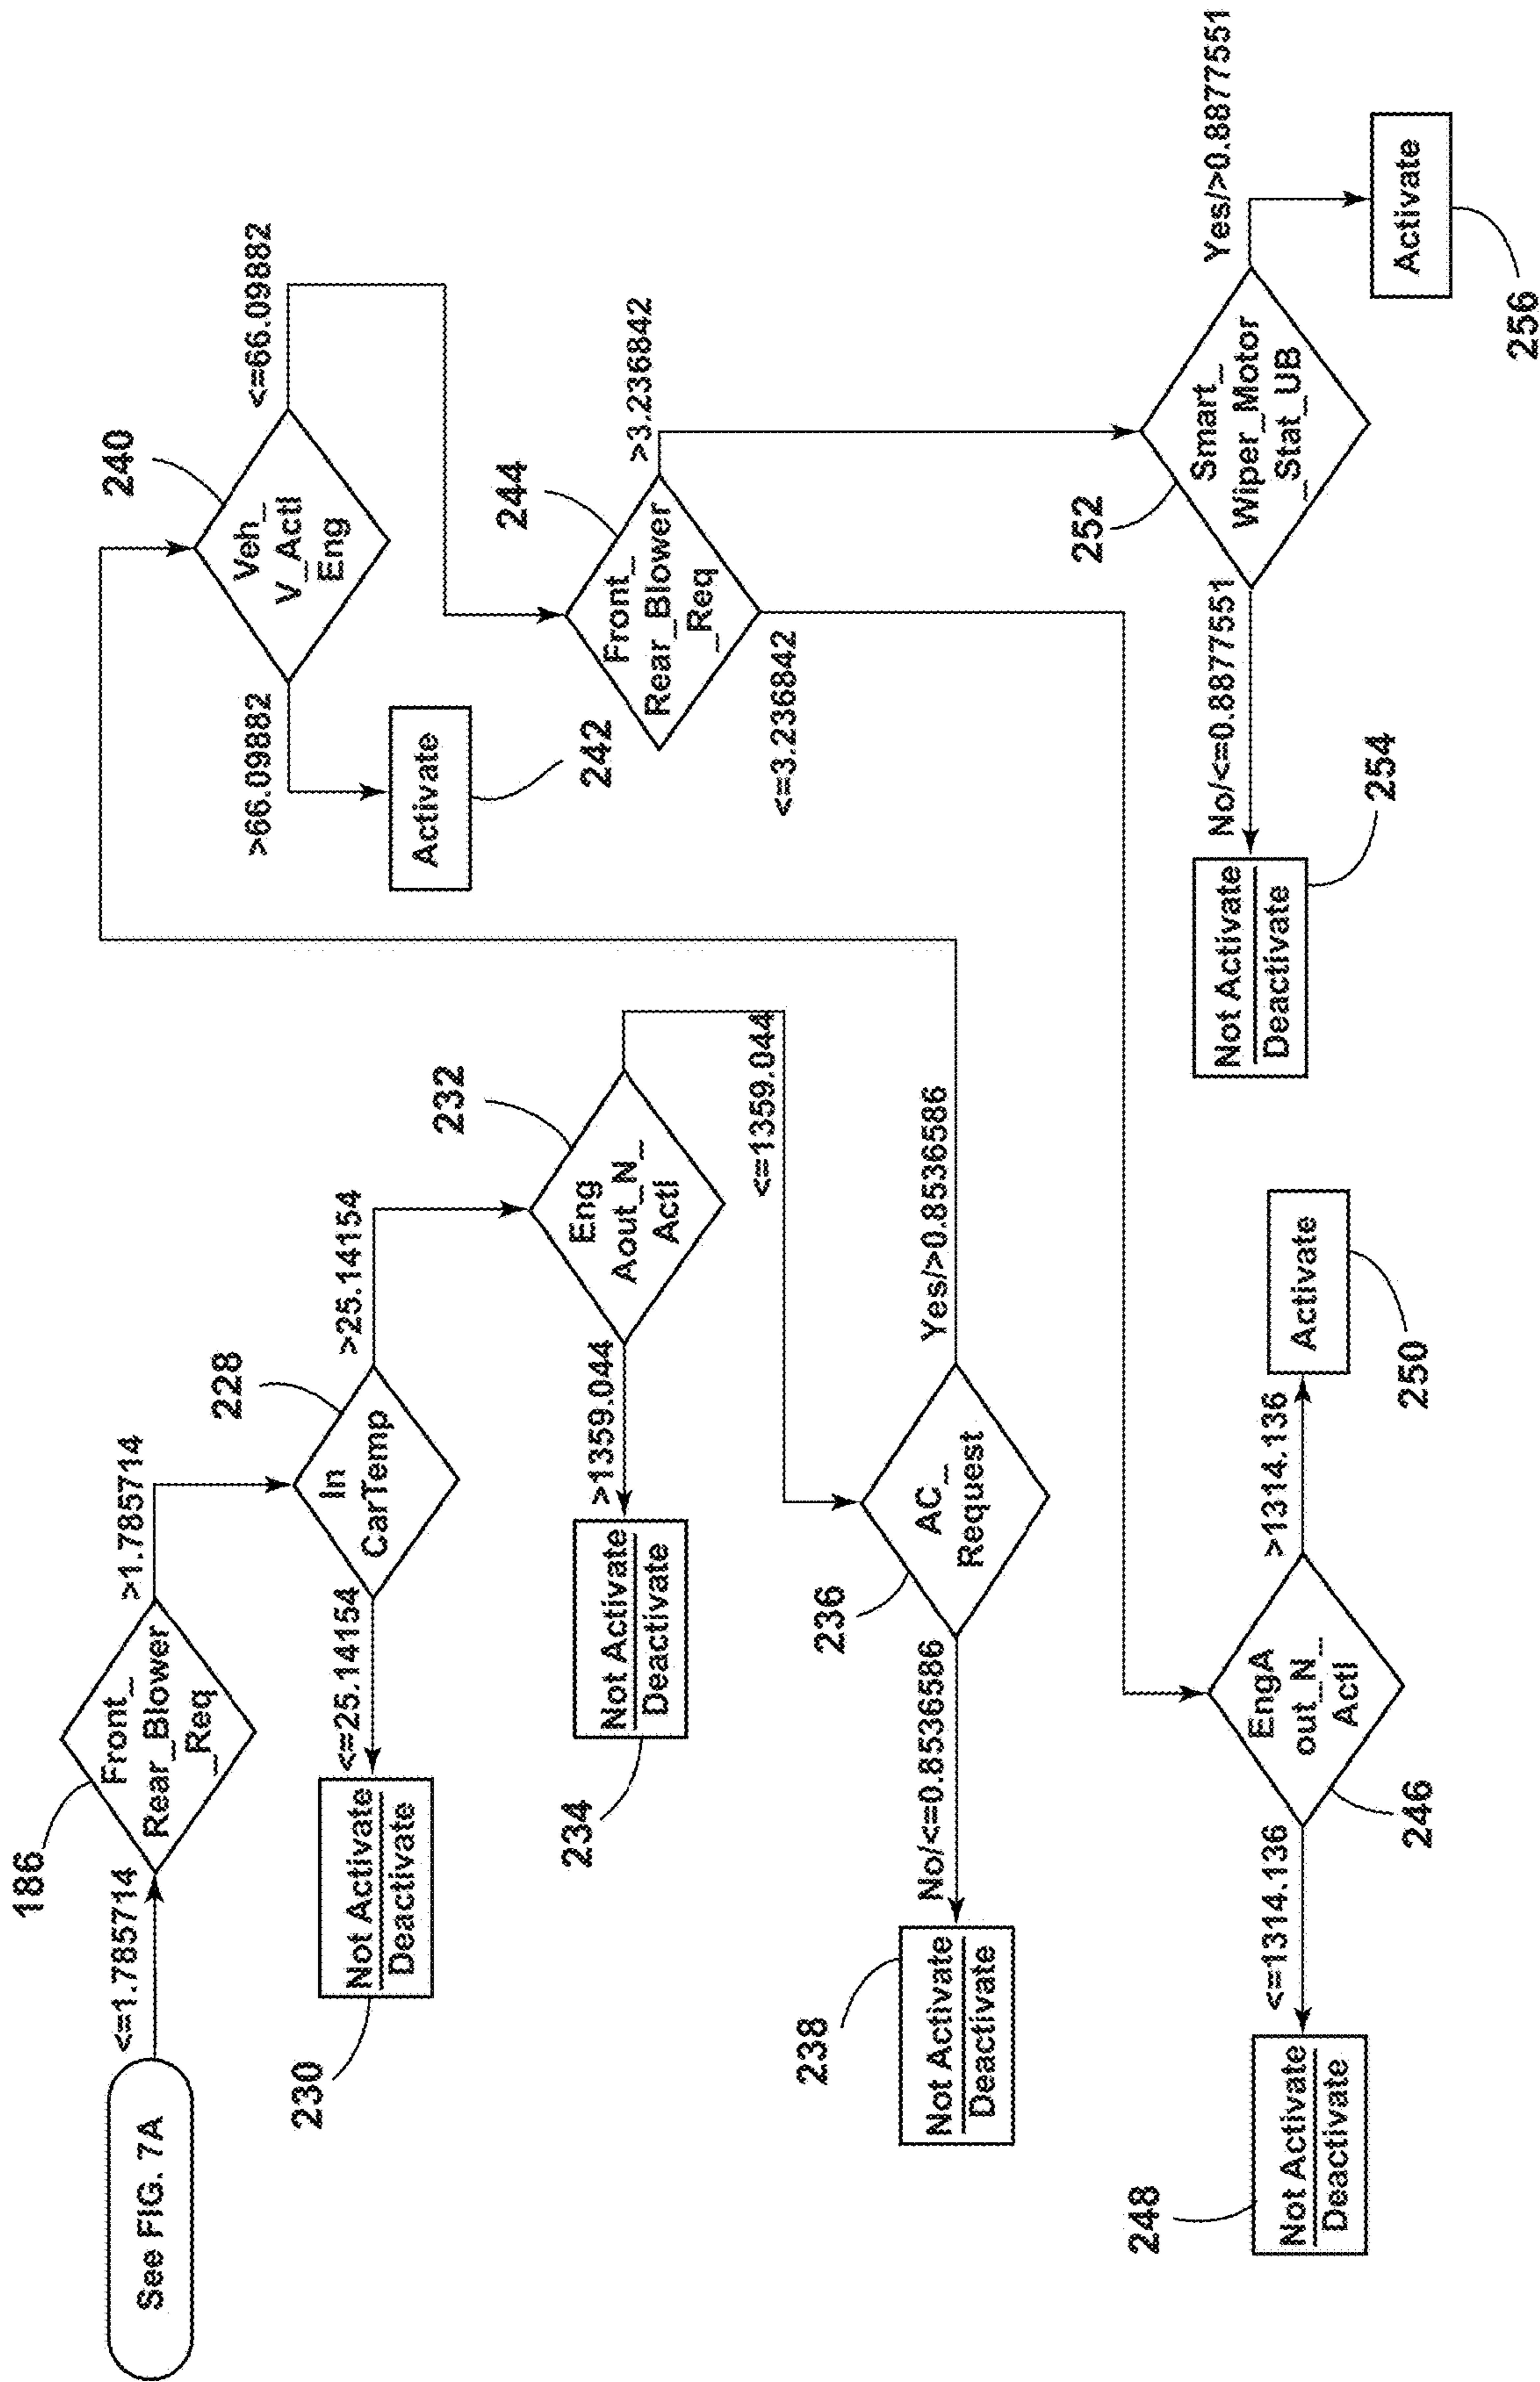 See FIG. 7A
<=1.785714
186
Front_
Rear_Blower
_Req
>1.785714
228
In
CarTemp
<=25.14154
Not Activate
Deactivate
230
>25.14154
232
Eng
Aout_N_
Actl
>1359.044
Not Activate
Deactivate
234
<=1359.044
236
AC_
Request
No/<=0.8536586
Not Activate
Deactivate
238
Yes/>0.8536586
240
Veh_
V_Actl
Eng
>66.09882
Activate
242
<=66.09882
244
Front_
Rear_Blower
_Req
<=3.236842
>3.236842
246
EngA
out_N_
Actl
<=1314.136
Not Activate
Deactivate
248
>1314.136
Activate
250
252
Smart_
Wiper_Motor
_Stat_UB
No/<=0.8877551
Not Activate
Deactivate
254
Yes/>0.8877551
Activate
256